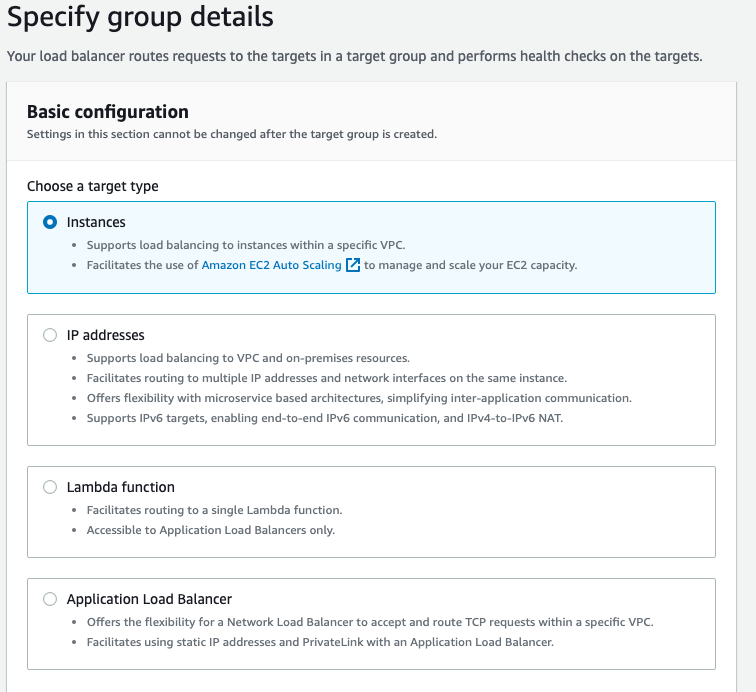 Specify group details
Your load balancer routes requests to the targets in a target group and performs health checks on the targets.
Basic configuration
Settings in this section cannot be changed after the target group is created.
Choose a target type
Instances
• Supports load balancing to instances within a specific VPC.
• Facilitates the use of Amazon EC2 Auto Scaling to manage and scale your EC2 capacity.
IP addresses
• Supports load balancing to VPC and on-premises resources.
• Facilitates routing to multiple IP addresses and network interfaces on the same instance.
• Offers flexibility with microservice based architectures, simplifying inter-application communication.
• Supports IPv6 targets, enabling end-to-end IPv6 communication, and IPv4-to-IPv6 NAT.
Lambda function
• Facilitates routing to a single Lambda function.
• Accessible to Application Load Balancers only.
Application Load Balancer
• Offers the flexibility for a Network Load Balancer to accept and route TCP requests within a specific VPC.
• Facilitates using static IP addresses and PrivateLink with an Application Load Balancer.